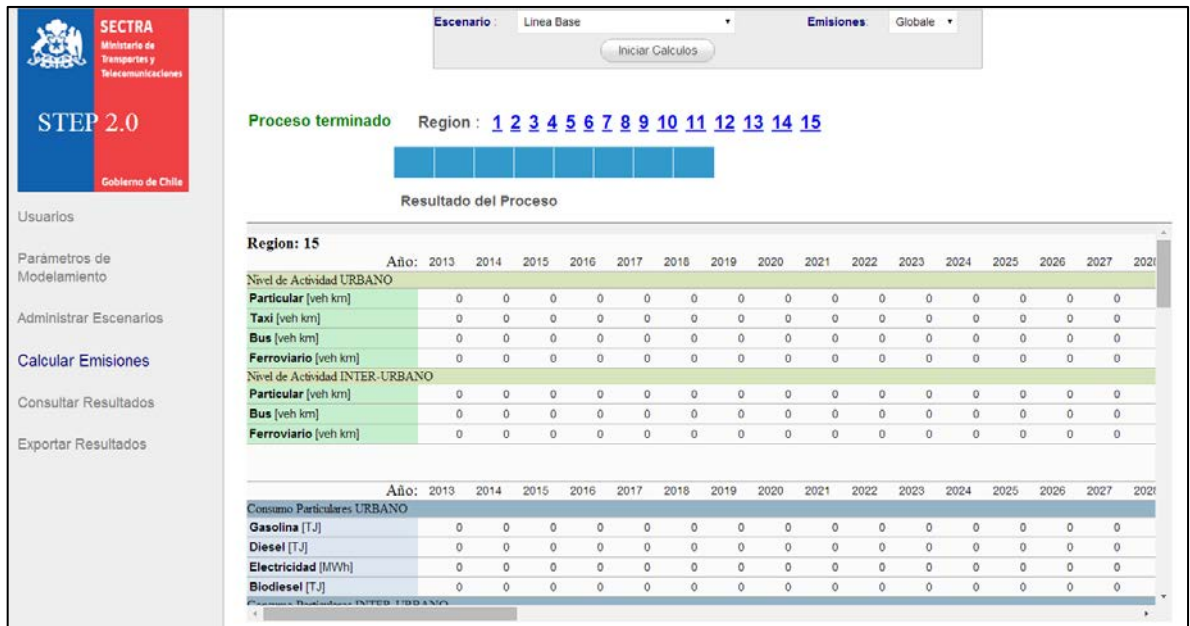 SECTRA
Ministerio de
Transportes y
Telecomunicaciones
STEP 2.0
Gobierno de Chile
Usuarios
Parámetros de
Modelamiento
Administrar Escenarios
Calcular Emisiones
Consultar Resultados
Exportar Resultados
Escenario : Linea Base Emisiones: Globale
Iniciar Calculos
Proceso terminado Region : 1 2 3 4 5 6 7 8 9 10 11 12 13 14 15
Resultado del Proceso
Region: 15
Año: 2013 2014 2015 2016 2017 2018 2019 2020 2021 2022 2023 2024 2025 2026 2027
Nivel de Actividad URBANO
Particular [veh km] 0 0 0 0 0 0 0 0 0 0 0 0 0 0 0
Taxi [veh km] 0 0 0 0 0 0 0 0 0 0 0 0 0 0 0
Bus [veh km] 0 0 0 0 0 0 0 0 0 0 0 0 0 0 0
Ferroviario [veh km] 0 0 0 0 0 0 0 0 0 0 0 0 0 0 0
Nivel de Actividad INTER-URBANO
Particular [veh km] 0 0 0 0 0 0 0 0 0 0 0 0 0 0 0
Bus [veh km] 0 0 0 0 0 0 0 0 0 0 0 0 0 0 0
Ferroviario [veh km] 0 0 0 0 0 0 0 0 0 0 0 0 0 0 0
Año: 2013 2014 2015 2016 2017 2018 2019 2020 2021 2022 2023 2024 2025 2026 2027
Consumo Particulares URBANO
Gasolina [TJ] 0 0 0 0 0 0 0 0 0 0 0 0 0 0 0
Diesel [TJ] 0 0 0 0 0 0 0 0 0 0 0 0 0 0 0
Electricidad [MWh] 0 0 0 0 0 0 0 0 0 0 0 0 0 0 0
Biodiesel [TJ] 0 0 0 0 0 0 0 0 0 0 0 0 0 0 0
Consumo Particulares INTER-URBANO